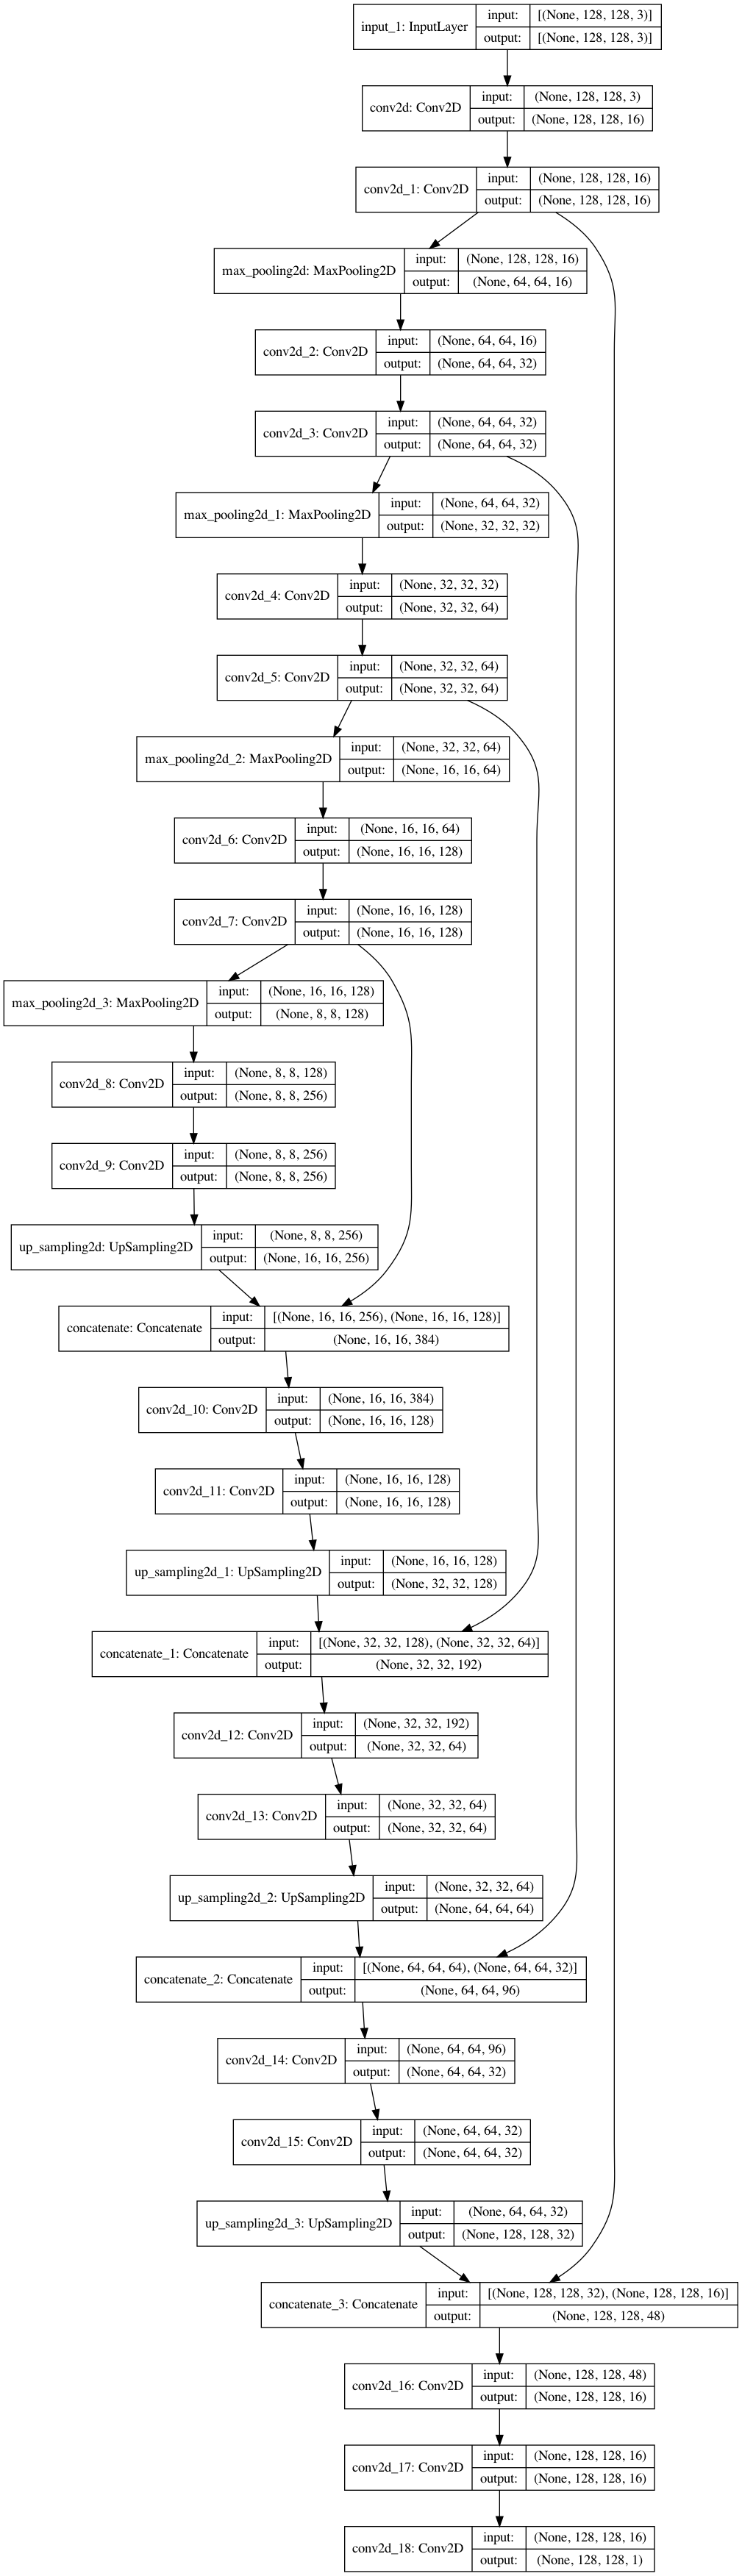 input_1: InputLayer
input: [(None, 128, 128, 3)]
output: [(None, 128, 128, 3)]
conv2d: Conv2D
input: (None, 128, 128, 3)
output: (None, 128, 128, 16)
conv2d_1: Conv2D
input: (None, 128, 128, 16)
output: (None, 128, 128, 16)
max_pooling2d: MaxPooling2D
input: (None, 128, 128, 16)
output: (None, 64, 64, 16)
conv2d_2: Conv2D
input: (None, 64, 64, 16)
output: (None, 64, 64, 32)
conv2d_3: Conv2D
input: (None, 64, 64, 32)
output: (None, 64, 64, 32)
max_pooling2d_1: MaxPooling2D
input: (None, 64, 64, 32)
output: (None, 32, 32, 32)
conv2d_4: Conv2D
input: (None, 32, 32, 32)
output: (None, 32, 32, 64)
conv2d_5: Conv2D
input: (None, 32, 32, 64)
output: (None, 32, 32, 64)
max_pooling2d_2: MaxPooling2D
input: (None, 32, 32, 64)
output: (None, 16, 16, 64)
conv2d_6: Conv2D
input: (None, 16, 16, 64)
output: (None, 16, 16, 128)
conv2d_7: Conv2D
input: (None, 16, 16, 128)
output: (None, 16, 16, 128)
max_pooling2d_3: MaxPooling2D
input: (None, 16, 16, 128)
output: (None, 8, 8, 128)
conv2d_8: Conv2D
input: (None, 8, 8, 128)
output: (None, 8, 8, 256)
conv2d_9: Conv2D
input: (None, 8, 8, 256)
output: (None, 8, 8, 256)
up_sampling2d: UpSampling2D
input: (None, 8, 8, 256)
output: (None, 16, 16, 256)
concatenate: Concatenate
input: [(None, 16, 16, 256), (None, 16, 16, 128)]
output: (None, 16, 16, 384)
conv2d_10: Conv2D
input: (None, 16, 16, 384)
output: (None, 16, 16, 128)
conv2d_11: Conv2D
input: (None, 16, 16, 128)
output: (None, 16, 16, 128)
up_sampling2d_1: UpSampling2D
input: (None, 16, 16, 128)
output: (None, 32, 32, 128)
concatenate_1: Concatenate
input: [(None, 32, 32, 128), (None, 32, 32, 64)]
output: (None, 32, 32, 192)
conv2d_12: Conv2D
input: (None, 32, 32, 192)
output: (None, 32, 32, 64)
conv2d_13: Conv2D
input: (None, 32, 32, 64)
output: (None, 32, 32, 64)
up_sampling2d_2: UpSampling2D
input: (None, 32, 32, 64)
output: (None, 64, 64, 64)
concatenate_2: Concatenate
input: [(None, 64, 64, 64), (None, 64, 64, 32)]
output: (None, 64, 64, 96)
conv2d_14: Conv2D
input: (None, 64, 64, 96)
output: (None, 64, 64, 32)
conv2d_15: Conv2D
input: (None, 64, 64, 32)
output: (None, 64, 64, 32)
up_sampling2d_3: UpSampling2D
input: (None, 64, 64, 32)
output: (None, 128, 128, 32)
concatenate_3: Concatenate
input: [(None, 128, 128, 32), (None, 128, 128, 16)]
output: (None, 128, 128, 48)
conv2d_16: Conv2D
input: (None, 128, 128, 48)
output: (None, 128, 128, 16)
conv2d_17: Conv2D
input: (None, 128, 128, 16)
output: (None, 128, 128, 16)
conv2d_18: Conv2D
input: (None, 128, 128, 16)
output: (None, 128, 128, 1)